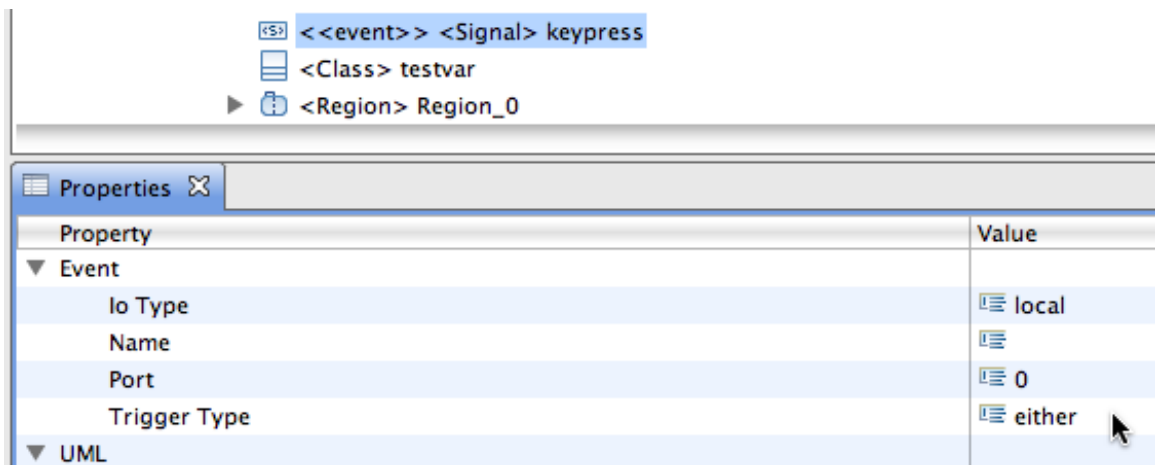 <<event>> <Signal> keypress
<Class> testvar
<Region> Region_0
Properties
Property Value
Event
Io Type local
Name
Port 0
Trigger Type either
UML